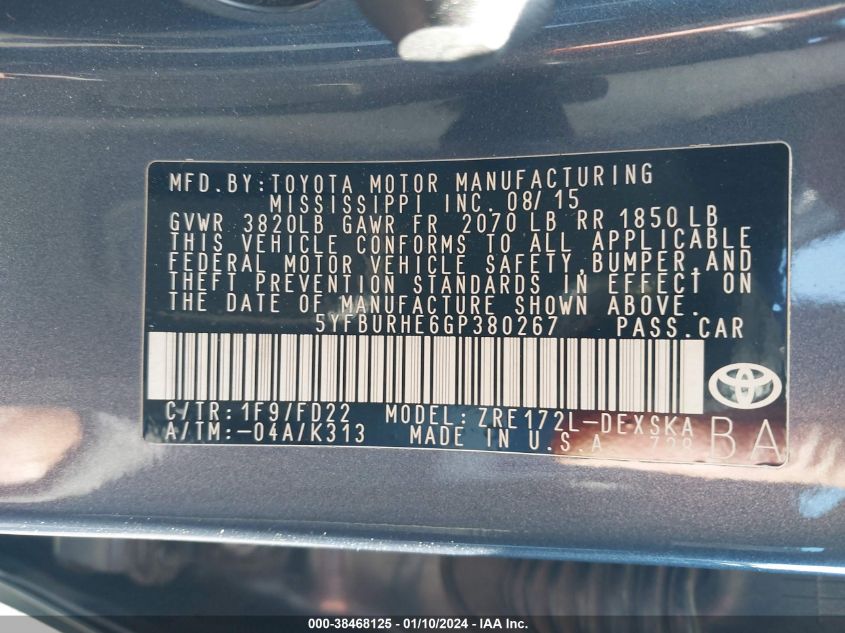 MFD.BY:TOYOTA MOTOR MANUFACTURING
MISSISSIPPI INC. 08/15
GVWR 3820LB GAWR FR 2070 LB RR 1850 LB
THIS VEHICLE CONFORMS TO ALL APPLICABLE
FEDERAL MOTOR VEHICLE SAFETY,BUMPER,AND
THEFT PREVENTION STANDARDS IN EFFECT ON
THE DATE OF MANUFACTURE SHOWN ABOVE.
5YFBURHE6GP380267 PASS.CAR
C/TR:1F9/FD22 MODEL:ZRE172L-DEXSKA
A/TM:-04A/K313 MADE IN U.S.A
BA
000-38468125 - 01/10/2024 - IAA Inc.